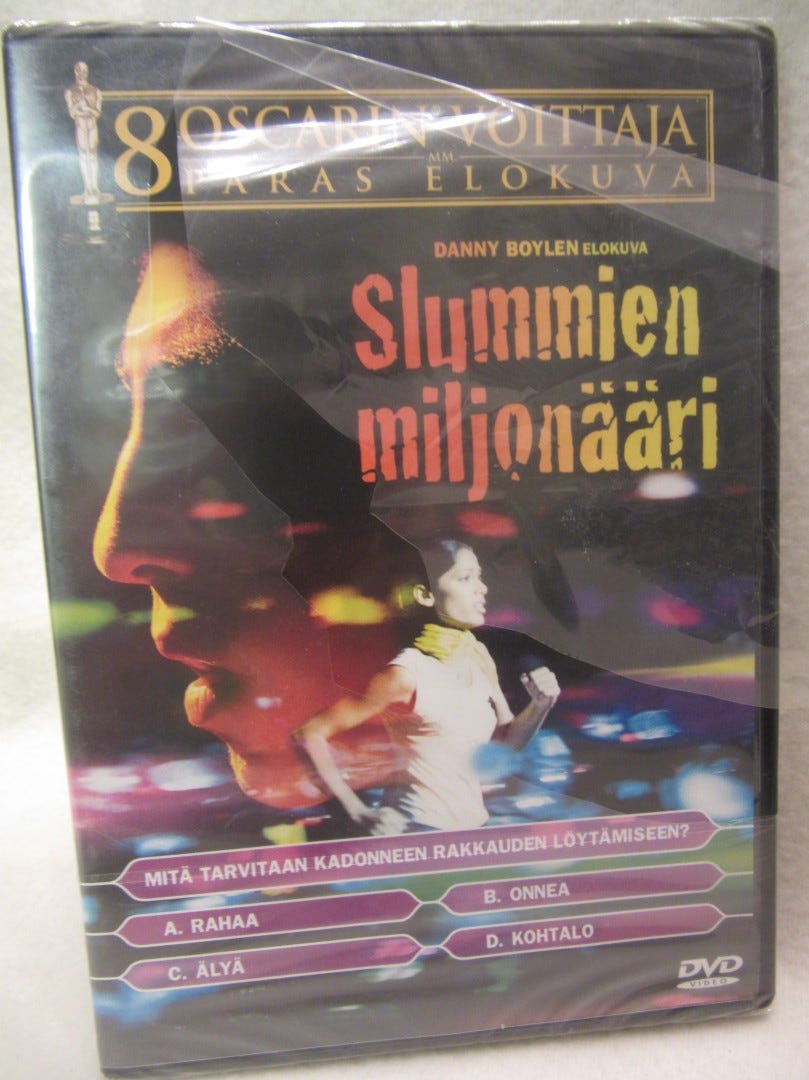 8 OSCARIN® VOITTAJA
MM
PARAS ELOKUVA
DANNY BOYLEN ELOKUVA
Slummien
miljonääri
MITÄ TARVITAAN KADONNEEN RAKKAUDEN LÖYTÄMISEEN?
A. RAHAA
B. ONNEA
C. ÄLYÄ
D. KOHTALO
DVD
VIDEO